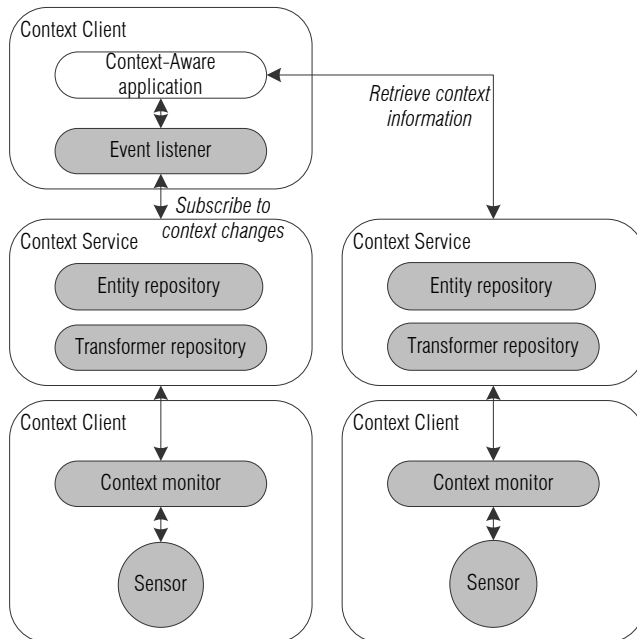 Context Client
Context-Aware
application
Retrieve context
information
Event listener
Subscribe to
context changes
Context Service
Entity repository
Transformer repository
Context Service
Entity repository
Transformer repository
Context Client
Context monitor
Sensor
Context Client
Context monitor
Sensor